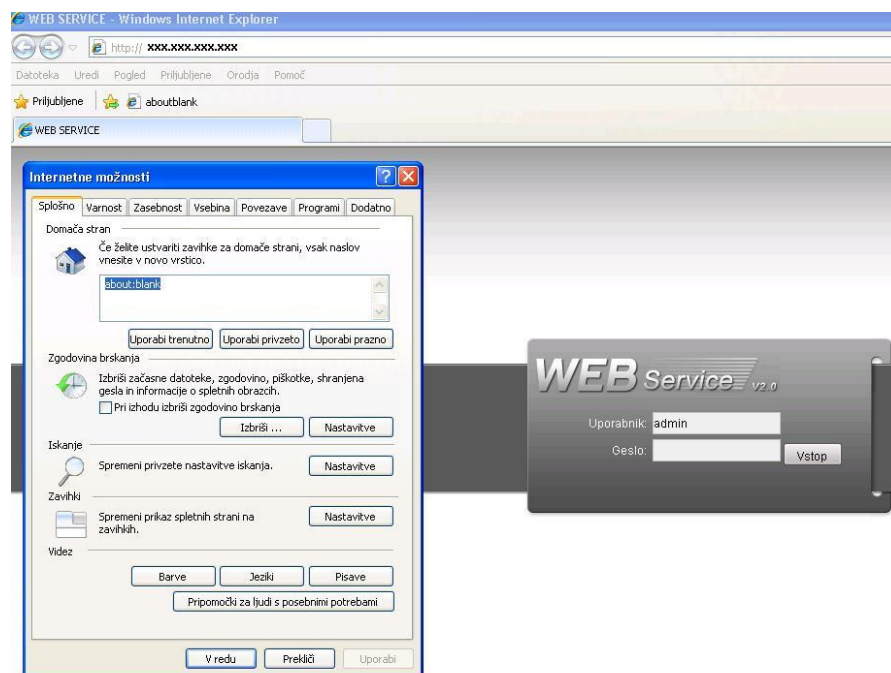 WEB SERVICE - Windows Internet Explorer
http:// xxx.xxx.xxx.xxx
Datoteka Uredi Pogled Priljubljene Orodja Pomoč
Priljubljene aboutblank
WEB SERVICE
Internetne možnosti
Splošno Varnost Zasebnost Vsebina Povezave Programi Dodatno
Domača stran
Če želite ustvariti zavihke za domače strani, vsak naslov
vnesite v novo vrstico.
about:blank
Uporabi trenutno Uporabi privzeto Uporabi prazno
Zgodovina brskanja
Izbriši začasne datoteke, zgodovino, piškotke, shranjena
gesla in informacije o spletnih obrazcih.
Pri izhodu izbriši zgodovino brskanja
Izbriši ... Nastavitve
Iskanje
Spremeni privzete nastavitve iskanja. Nastavitve
Zavihki
Spremeni prikaz spletnih strani na
zavihkih.
Nastavitve
Videz
Barve Jeziki Pisave
Pripomočki za ljudi s posebnimi potrebami
V redu Prekliči Uporabi
WEB Service V2.0
Uporabnik: admin
Geslo:
Vstop